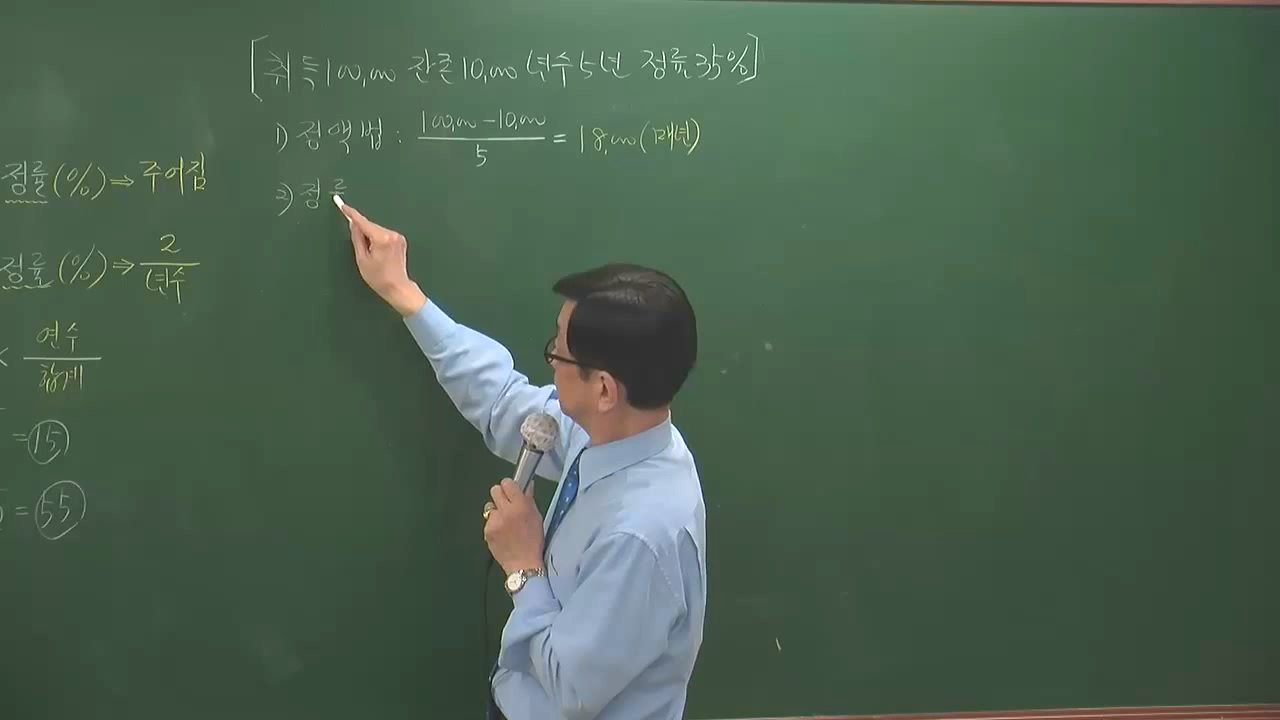 [취득100,000 잔존10,000 년수5년 정률35%]
1) 정액법 : 100,000 - 10,000 / 5 = 18,000(매년)
2) 정률
정률(%) ⇒ 주어짐
정률(%) ⇒ 2 / 년수
× 연수 / 합계
= 15
= 55